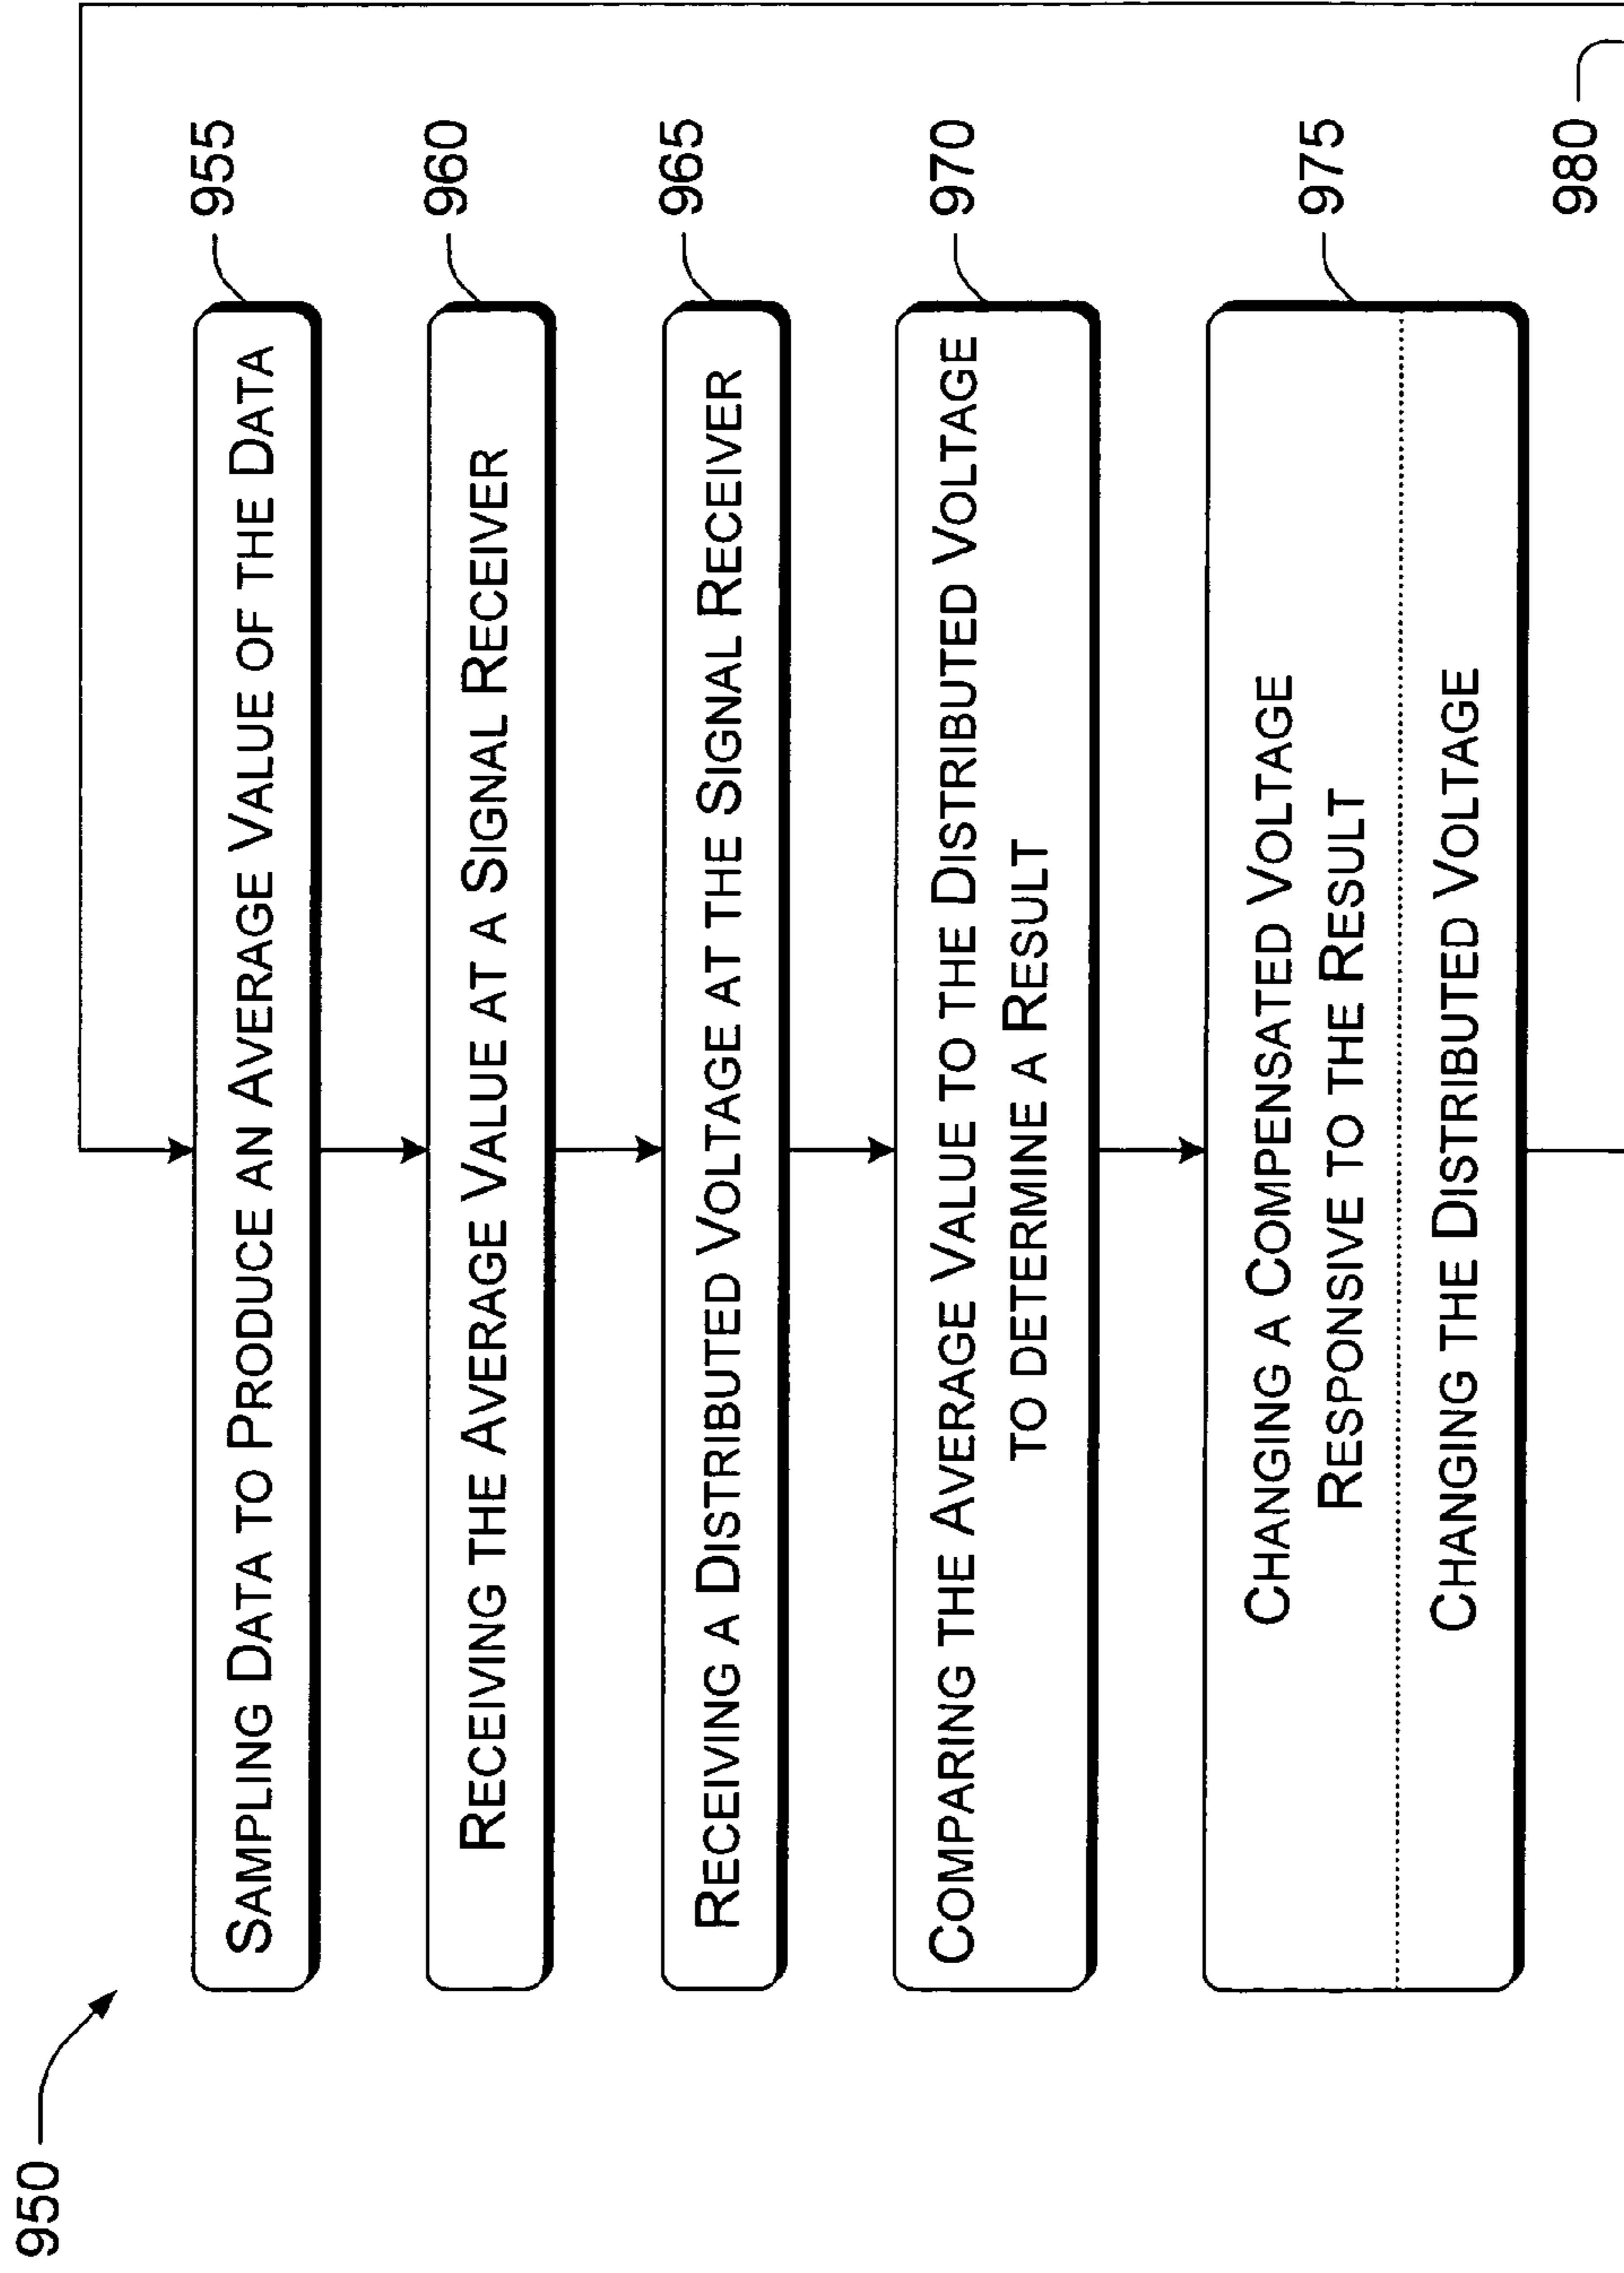 950
SAMPLING DATA TO PRODUCE AN AVERAGE VALUE OF THE DATA
955
RECEIVING THE AVERAGE VALUE AT A SIGNAL RECEIVER
960
RECEIVING A DISTRIBUTED VOLTAGE AT THE SIGNAL RECEIVER
965
COMPARING THE AVERAGE VALUE TO THE DISTRIBUTED VOLTAGE
TO DETERMINE A RESULT
970
CHANGING A COMPENSATED VOLTAGE
RESPONSIVE TO THE RESULT
975
CHANGING THE DISTRIBUTED VOLTAGE
980